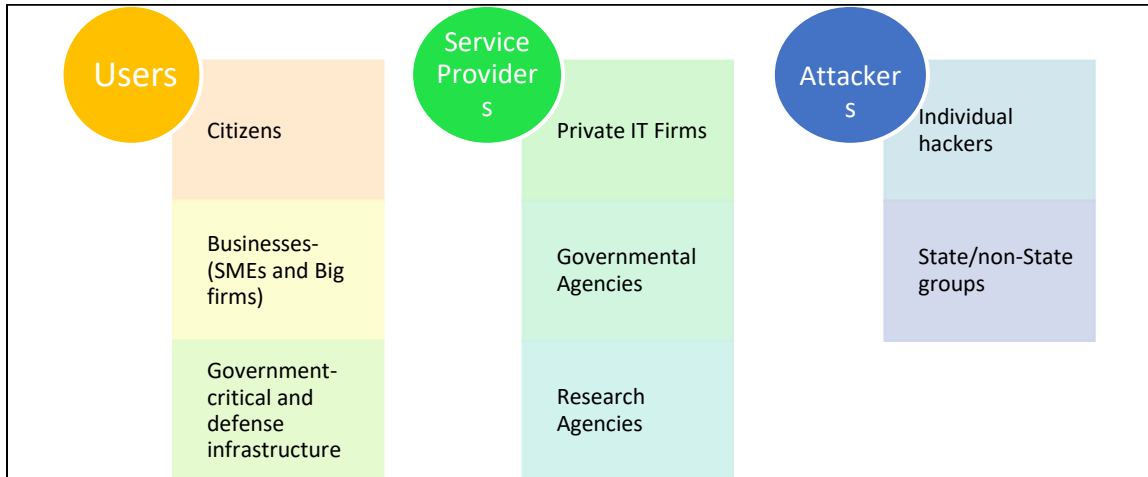 Users
Citizens
Businesses-
(SMEs and Big
firms)
Government-
critical and
defense
infrastructure
Service
Provider
s
Private IT Firms
Governmental
Agencies
Research
Agencies
Attacker
s
Individual
hackers
State/non-State
groups